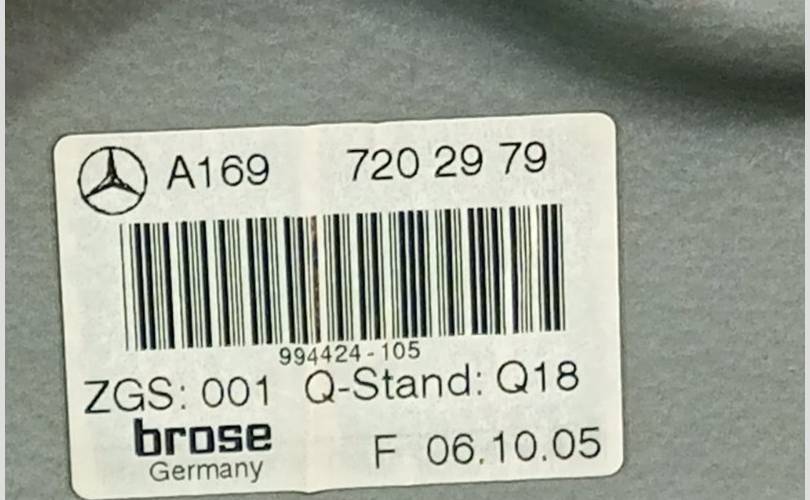 A169 720 29 79
994424-105
ZGS: 001 Q-Stand: Q18
brose
Germany
F 06.10.05